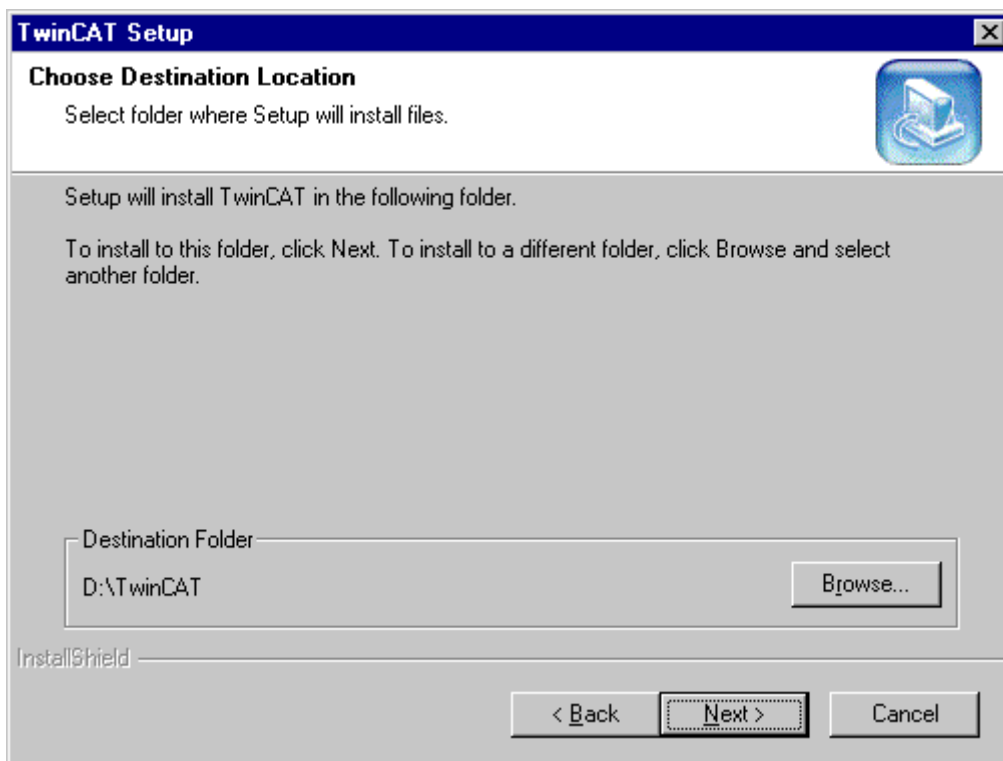 TwinCAT Setup
Choose Destination Location
Select folder where Setup will install files.
Setup will install TwinCAT in the following folder.
To install to this folder, click Next. To install to a different folder, click Browse and select
another folder.
Destination Folder
D:\TwinCAT
Browse...
InstallShield
< Back
Next >
Cancel